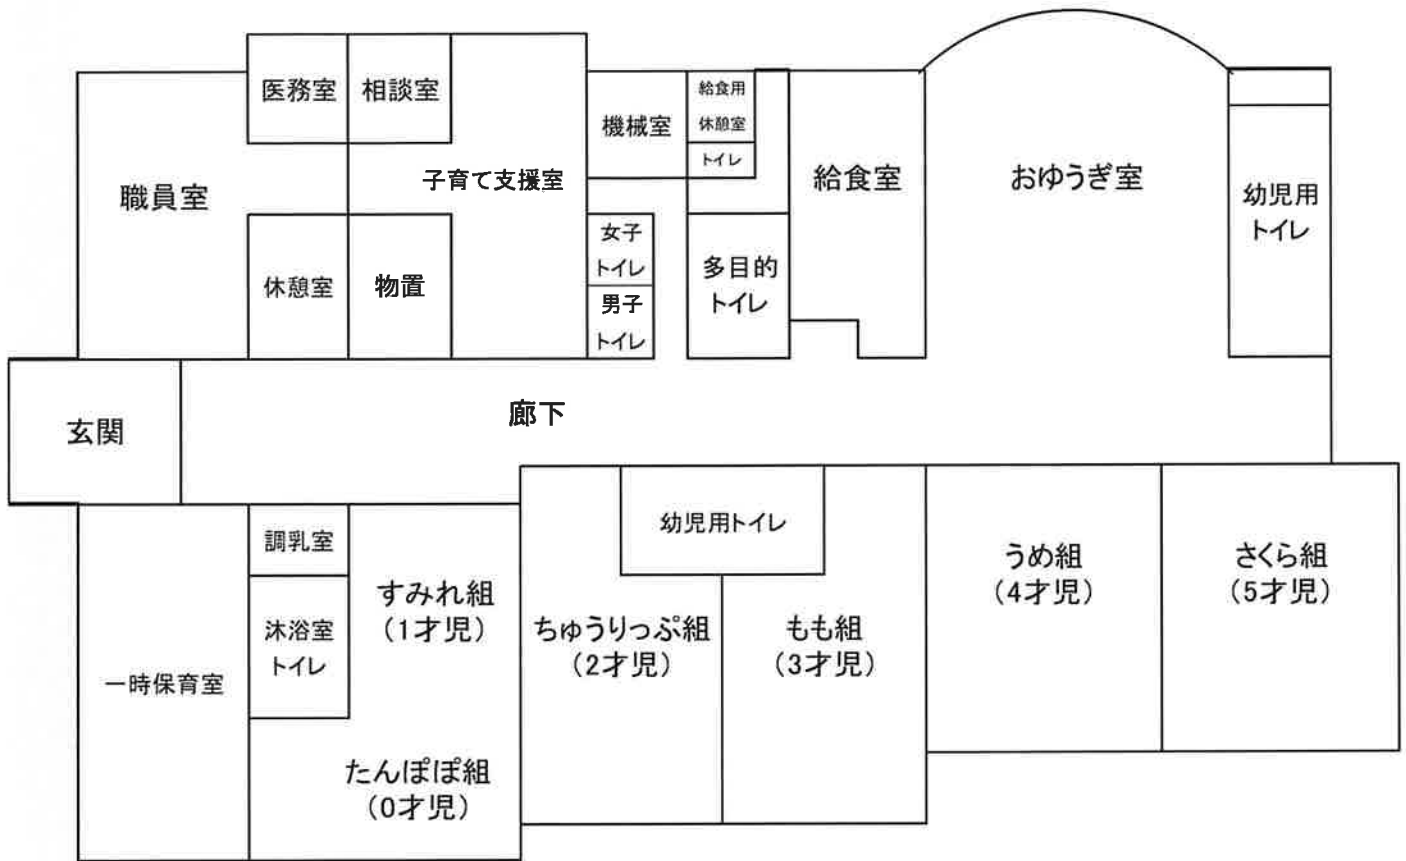 医務室
相談室
給食用
休憩室
機械室
トイレ
職員室
子育て支援室
給食室
おゆうぎ室
幼児用
トイレ
女子
トイレ
男子
トイレ
多目的
トイレ
休憩室
物置
玄関
廊下
調乳室
沐浴室
トイレ
すみれ組
(1才児)
一時保育室
たんぽぽ組
(0才児)
幼児用トイレ
ちゅうりっぷ組
(2才児)
もも組
(3才児)
うめ組
(4才児)
さくら組
(5才児)